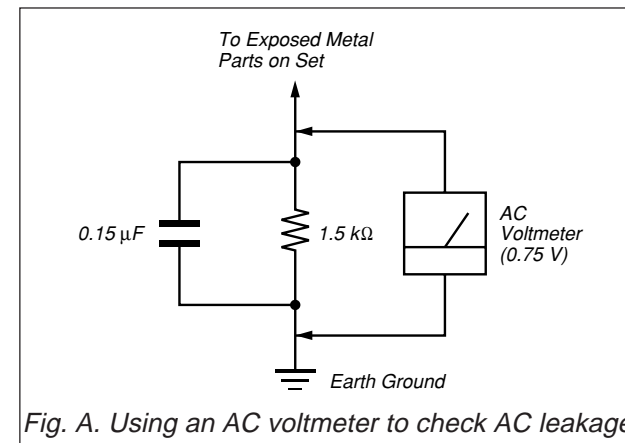 To Exposed Metal
Parts on Set
0.15 µF
1.5 kΩ
AC
Voltmeter
(0.75 V)
Earth Ground
Fig. A. Using an AC voltmeter to check AC leakage